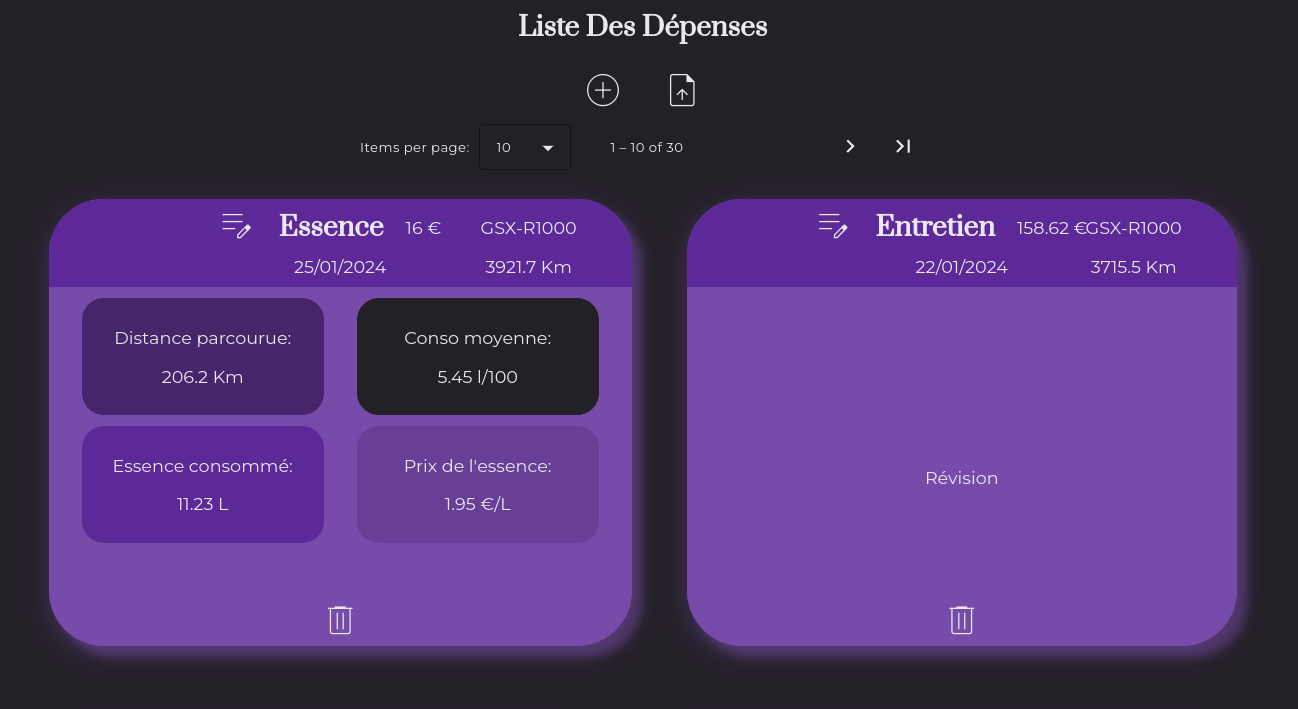 Liste Des Dépenses
Items per page: 10 1 – 10 of 30
Essence 16 € GSX-R1000
25/01/2024 3921.7 Km
Distance parcourue:
206.2 Km
Conso moyenne:
5.45 l/100
Essence consommé:
11.23 L
Prix de l'essence:
1.95 €/L
Entretien 158.62 € GSX-R1000
22/01/2024 3715.5 Km
Révision